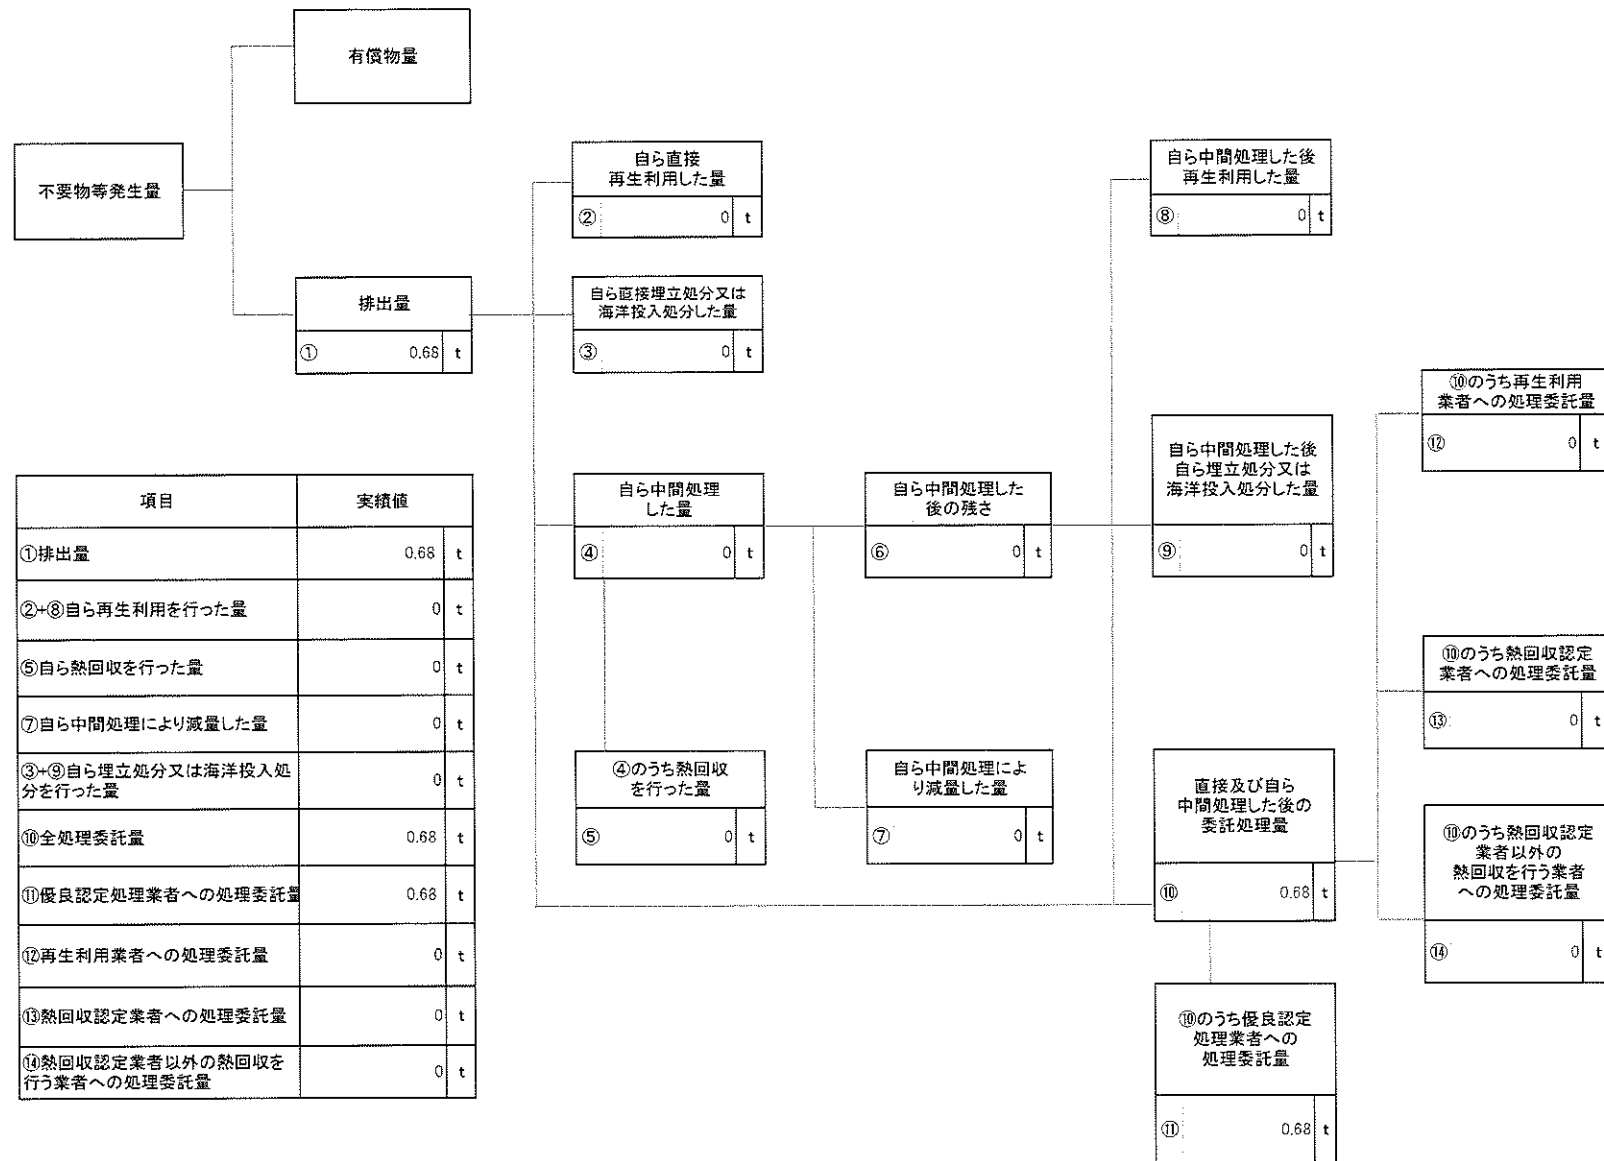 有償物量
不要物等発生量
排出量
① 0.68 t
自ら直接
再生利用した量
② 0 t
自ら直接埋立処分又は
海洋投入処分した量
③ 0 t
自ら中間処理
した量
④ 0 t
④のうち熱回収
を行った量
⑤ 0 t
自ら中間処理した
後の残さ
⑥ 0 t
自ら中間処理によ
り減量した量
⑦ 0 t
自ら中間処理した後
再生利用した量
⑧ 0 t
自ら中間処理した後
自ら埋立処分又は
海洋投入処分した量
⑨ 0 t
直接及び自ら
中間処理した後の
委託処理量
⑩ 0.68 t
⑩のうち優良認定
処理業者への
処理委託量
⑪ 0.68 t
⑩のうち再生利用
業者への処理委託量
⑫ 0 t
⑩のうち熱回収認定
業者への処理委託量
⑬ 0 t
⑩のうち熱回収認定
業者以外の
熱回収を行う業者
への処理委託量
⑭ 0 t
項目 実績値
①排出量 0.68 t
②+⑧自ら再生利用を行った量 0 t
⑤自ら熱回収を行った量 0 t
⑦自ら中間処理により減量した量 0 t
③+⑨自ら埋立処分又は海洋投入処
分を行った量 0 t
⑩全処理委託量 0.68 t
⑪優良認定処理業者への処理委託量 0.68 t
⑫再生利用業者への処理委託量 0 t
⑬熱回収認定業者への処理委託量 0 t
⑭熱回収認定業者以外の熱回収を
行う業者への処理委託量 0 t